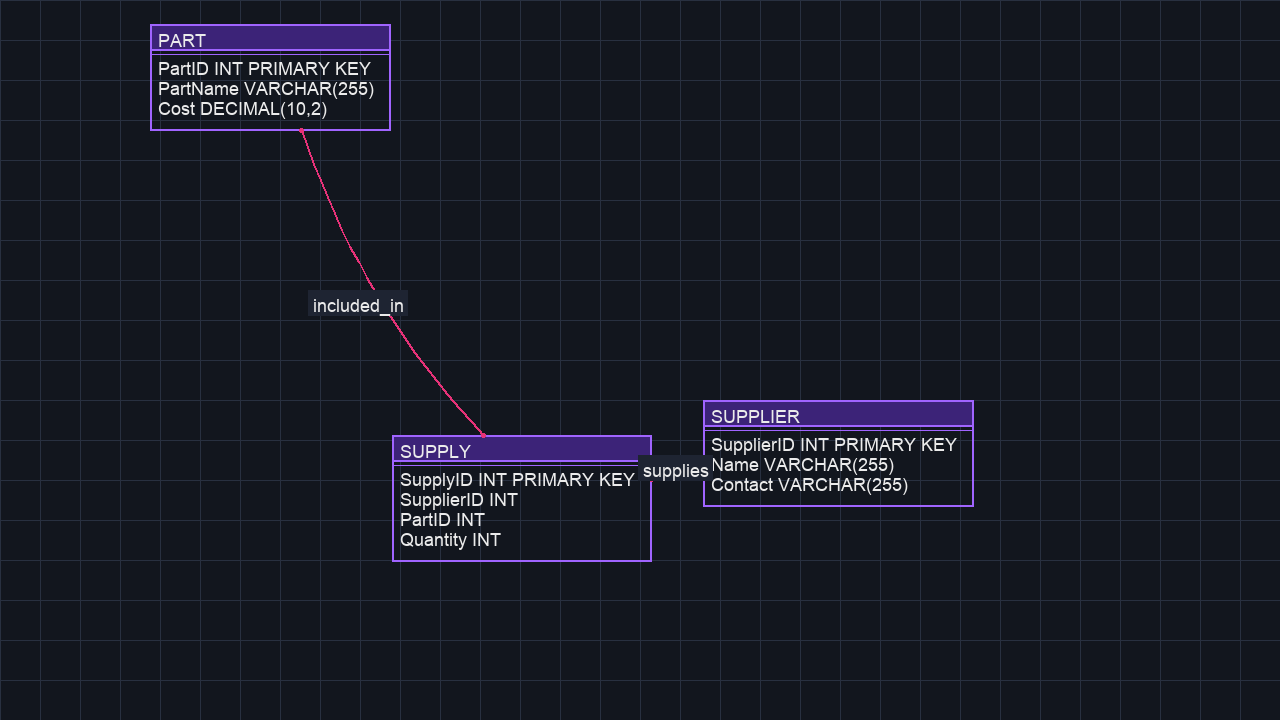 PART
PartID INT PRIMARY KEY
PartName VARCHAR(255)
Cost DECIMAL(10,2)
included_in
SUPPLY
SupplyID INT PRIMARY KEY
SupplierID INT
PartID INT
Quantity INT
supplies
SUPPLIER
SupplierID INT PRIMARY KEY
Name VARCHAR(255)
Contact VARCHAR(255)